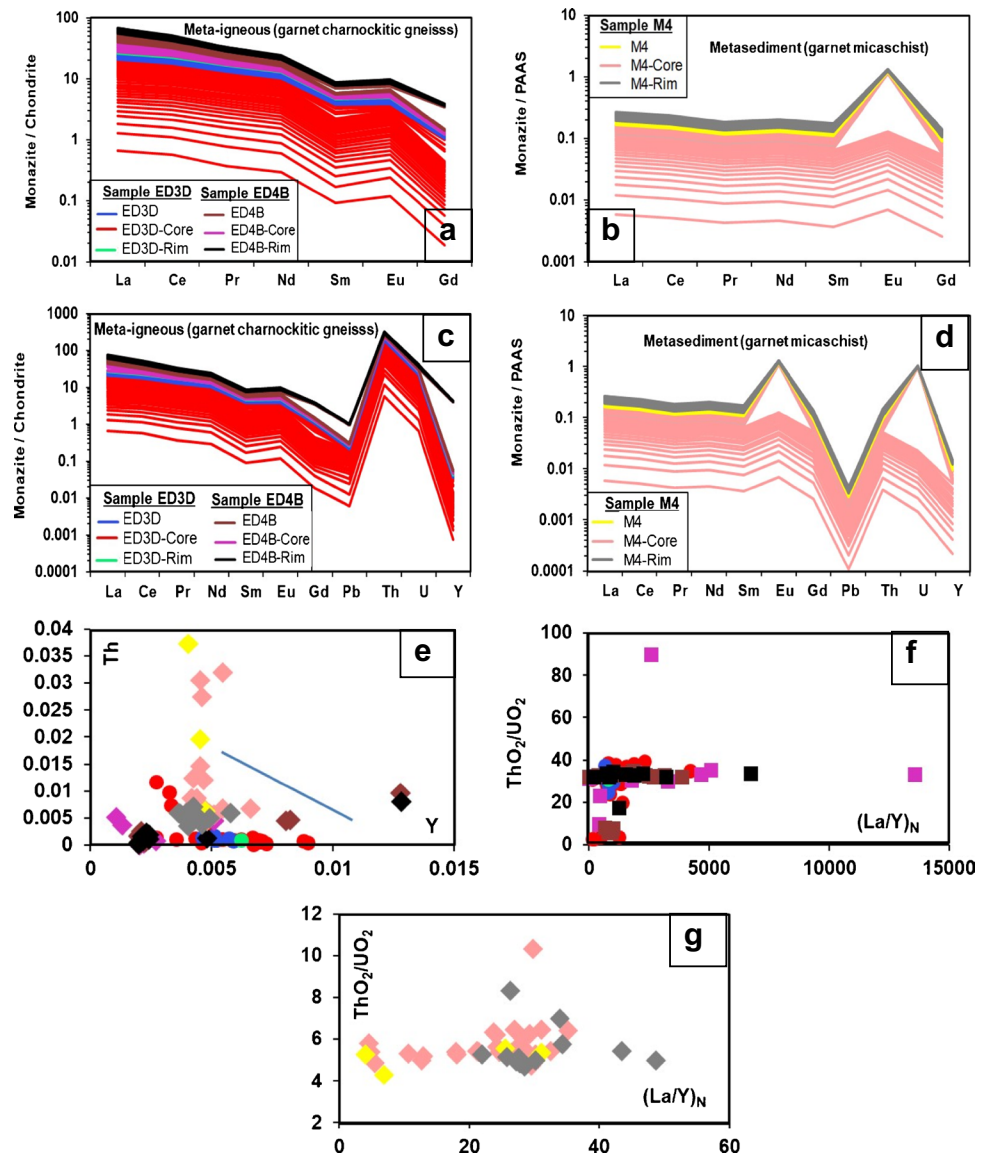 Meta-igneous (garnet charnockitic gneisss)
Monazite / Chondrite
100
10
1
0.1
0.01
Sample ED3D
ED3D
ED3D-Core
ED3D-Rim
Sample ED4B
ED4B
ED4B-Core
ED4B-Rim
a
La Ce Pr Nd Sm Eu Gd
Metasediment (garnet micaschist)
Monazite / PAAS
10
1
0.1
0.01
0.001
Sample M4
M4
M4-Core
M4-Rim
b
La Ce Pr Nd Sm Eu Gd
Meta-igneous (garnet charnockitic gneisss)
Monazite / Chondrite
1000
100
10
1
0.1
0.01
0.001
0.0001
Sample ED3D
ED3D
ED3D-Core
ED3D-Rim
Sample ED4B
ED4B
ED4B-Core
ED4B-Rim
c
La Ce Pr Nd Sm Eu Gd Pb Th U Y
Metasediment (garnet micaschist)
Monazite / PAAS
10
1
0.1
0.01
0.001
0.0001
Sample M4
M4
M4-Core
M4-Rim
d
La Ce Pr Nd Sm Eu Gd Pb Th U Y
0.04
0.035
0.03
0.025
0.02
0.015
0.01
0.005
0
Th
e
Y
0 0.005 0.01 0.015
100
80
60
40
20
0
ThO₂/UO₂
f
(La/Y)N
0 5000 10000 15000
12
10
8
6
4
2
ThO₂/UO₂
g
(La/Y)N
0 20 40 60